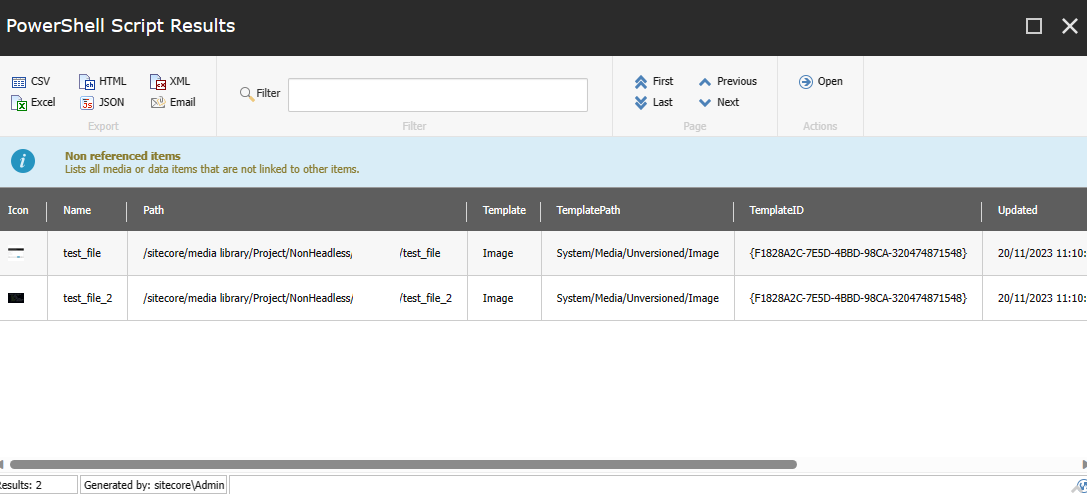 PowerShell Script Results
CSV HTML XML
Excel JSON Email
Export
Filter
Filter
First Previous
Last Next
Page
Open
Actions
Non referenced items
Lists all media or data items that are not linked to other items.
Icon Name Path Template TemplatePath TemplateID Updated
test_file /sitecore/media library/Project/NonHeadless/ /test_file Image System/Media/Unversioned/Image {F1828A2C-7E5D-4BBD-98CA-320474871548} 20/11/2023 11:10:
test_file_2 /sitecore/media library/Project/NonHeadless/ /test_file_2 Image System/Media/Unversioned/Image {F1828A2C-7E5D-4BBD-98CA-320474871548} 20/11/2023 11:10:
Results: 2 Generated by: sitecore\Admin